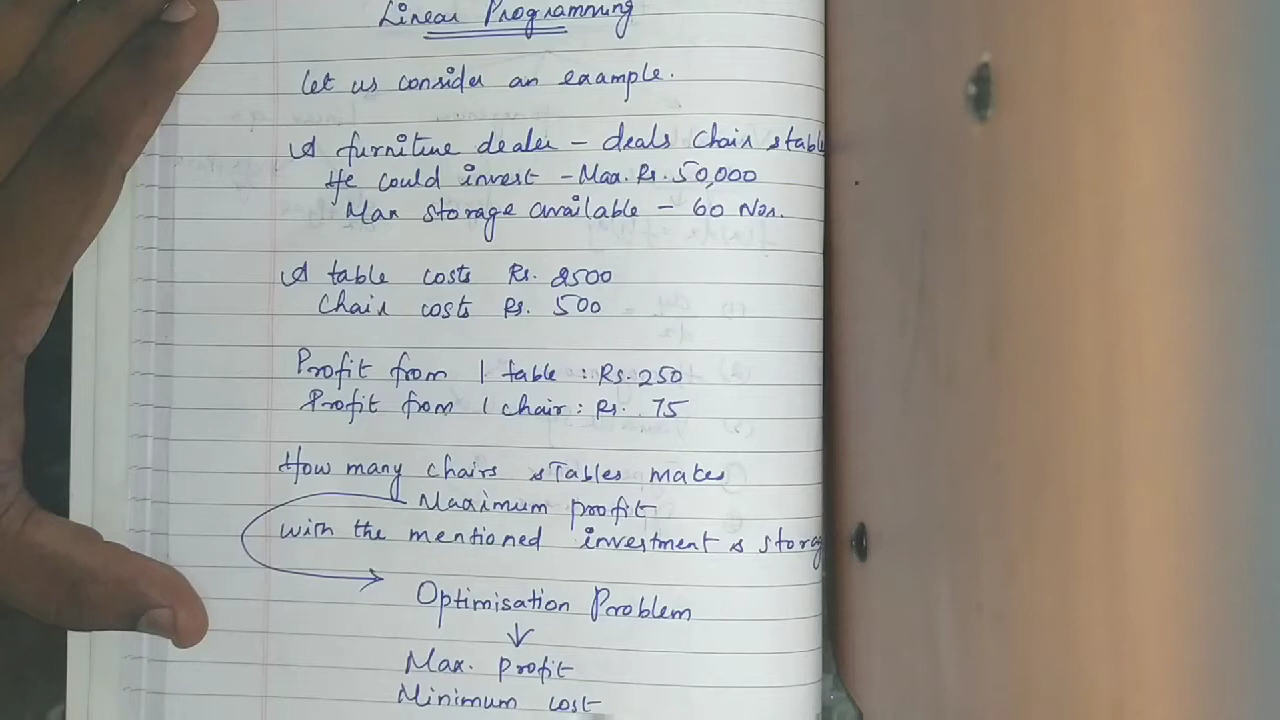 Linear Programming
Let us consider an example.
A furniture dealer - deals Chair & tabl
He could invest - Max. Rs. 50,000
Max storage available - 60 Nos.
A table costs Rs. 2500
Chair costs Rs. 500
Profit from 1 table : Rs. 250
Profit from 1 chair : Rs. 75
How many chairs & Tables makes
Maximum profit
with the mentioned investment & storag
Optimisation Problem
Max. profit
Minimum cost